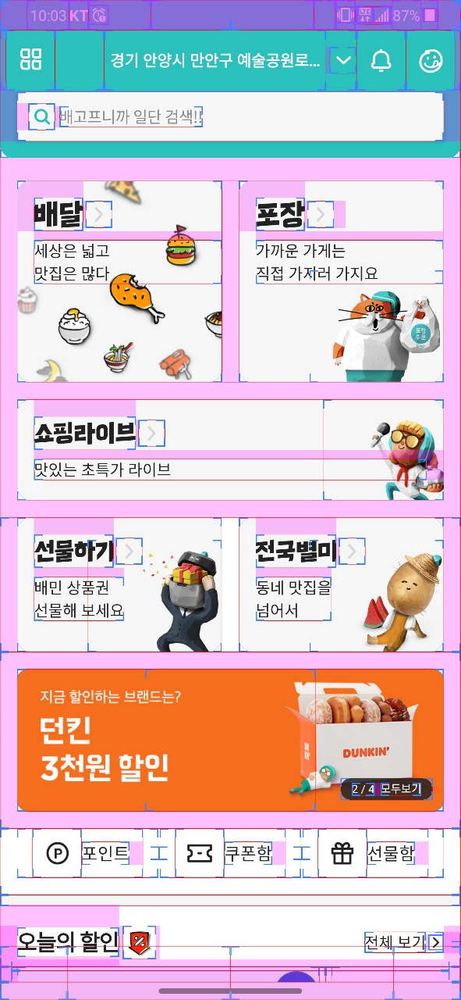 10:03 KT
LTE 87%
경기 안양시 만안구 예술공원로...
배고프니까 일단 검색!!
배달
세상은 넓고
맛집은 많다
포장
가까운 가게는
직접 가지러 가지요
포장
주문
쇼핑라이브
맛있는 초특가 라이브
선물하기
배민 상품권
선물해 보세요
전국별미
동네 맛집을
넘어서
지금 할인하는 브랜드는?
던킨
3천원 할인
DUNKIN'
2 / 4 모두보기
P 포인트
쿠폰함
선물함
오늘의 할인
전체 보기